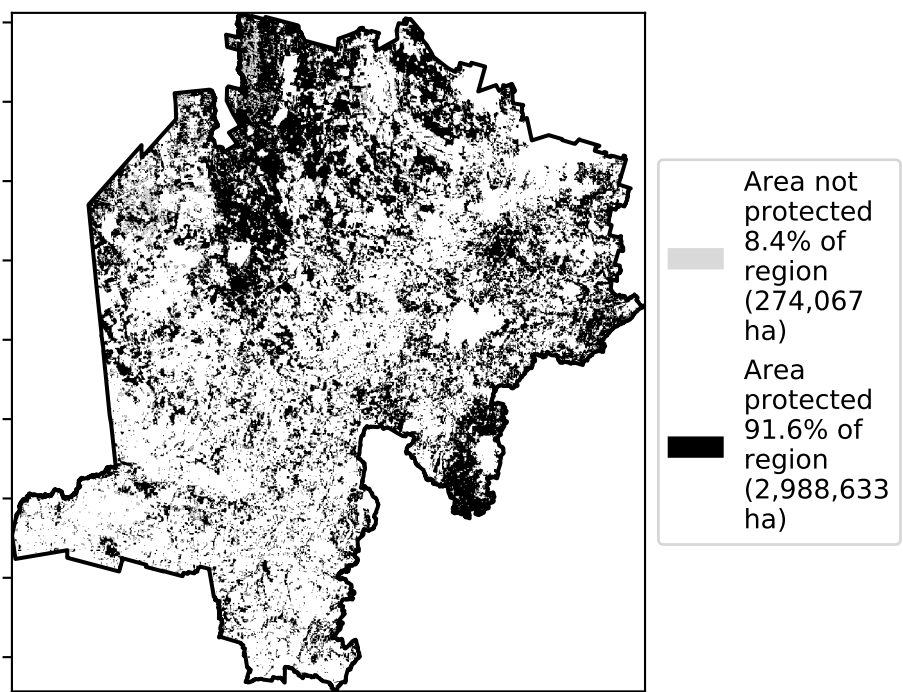 Area not
protected
8.4% of
region
(274,067
ha)
Area
protected
91.6% of
region
(2,988,633
ha)